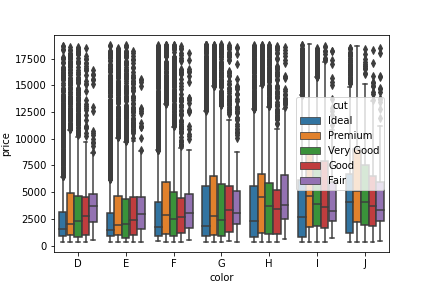 17500
15000
12500
10000
7500
5000
2500
0
price
cut
Ideal
Premium
Very Good
Good
Fair
D E F G H I J
color